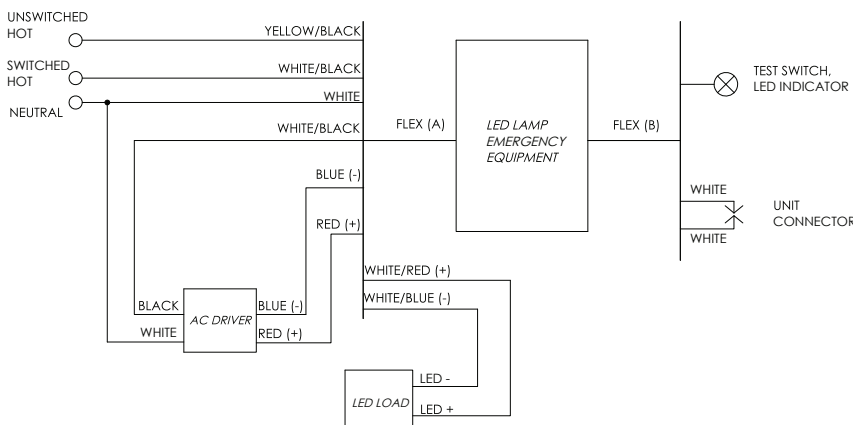 UNSWITCHED
HOT
YELLOW/BLACK
SWITCHED
HOT
WHITE/BLACK
NEUTRAL
WHITE
WHITE/BLACK
FLEX (A)
LED LAMP
EMERGENCY
EQUIPMENT
FLEX (B)
TEST SWITCH,
LED INDICATOR
BLUE (-)
WHITE
UNIT
CONNECTOR
WHITE
RED (+)
WHITE/RED (+)
WHITE/BLUE (-)
BLACK
AC DRIVER
BLUE (-)
WHITE
RED (+)
LED LOAD
LED -
LED +